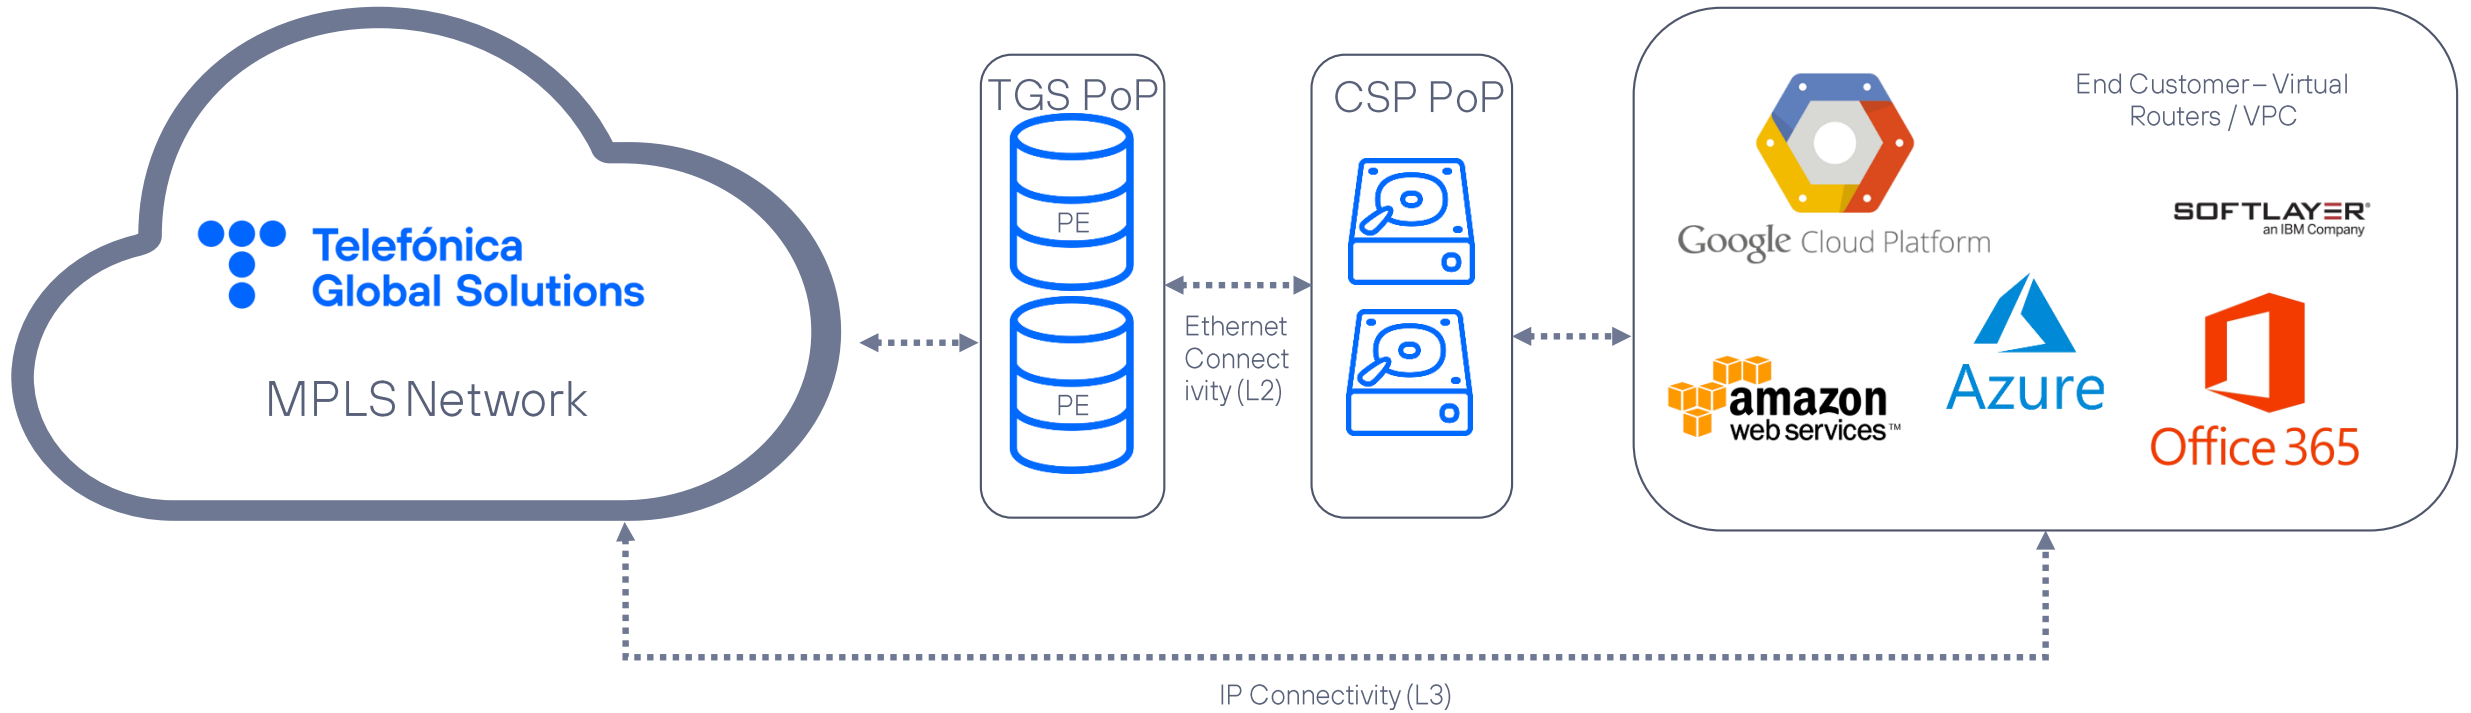 Telefónica
Global Solutions
MPLS Network
TGS PoP
PE
PE
Ethernet
Connect
ivity (L2)
CSP PoP
End Customer – Virtual
Routers / VPC
Google Cloud Platform
SOFTLAYER®
an IBM Company
Azure
amazon
web services™
Office 365
IP Connectivity (L3)